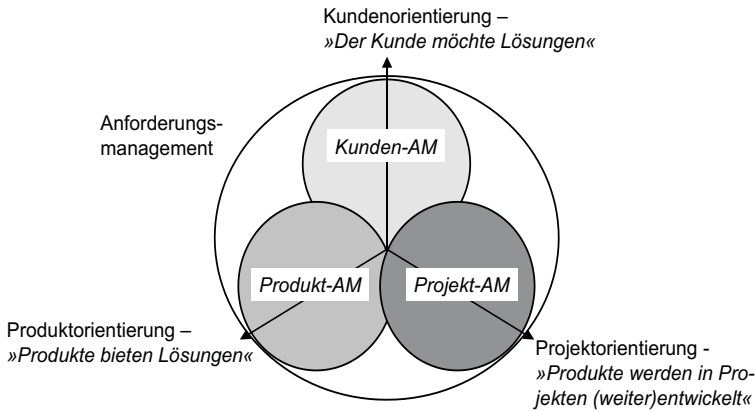 Kundenorientierung –
»Der Kunde möchte Lösungen«
Anforderungs-
management
Kunden-AM
Produkt-AM
Projekt-AM
Produktorientierung –
»Produkte bieten Lösungen«
Projektorientierung -
»Produkte werden in Pro-
jekten (weiter)entwickelt«